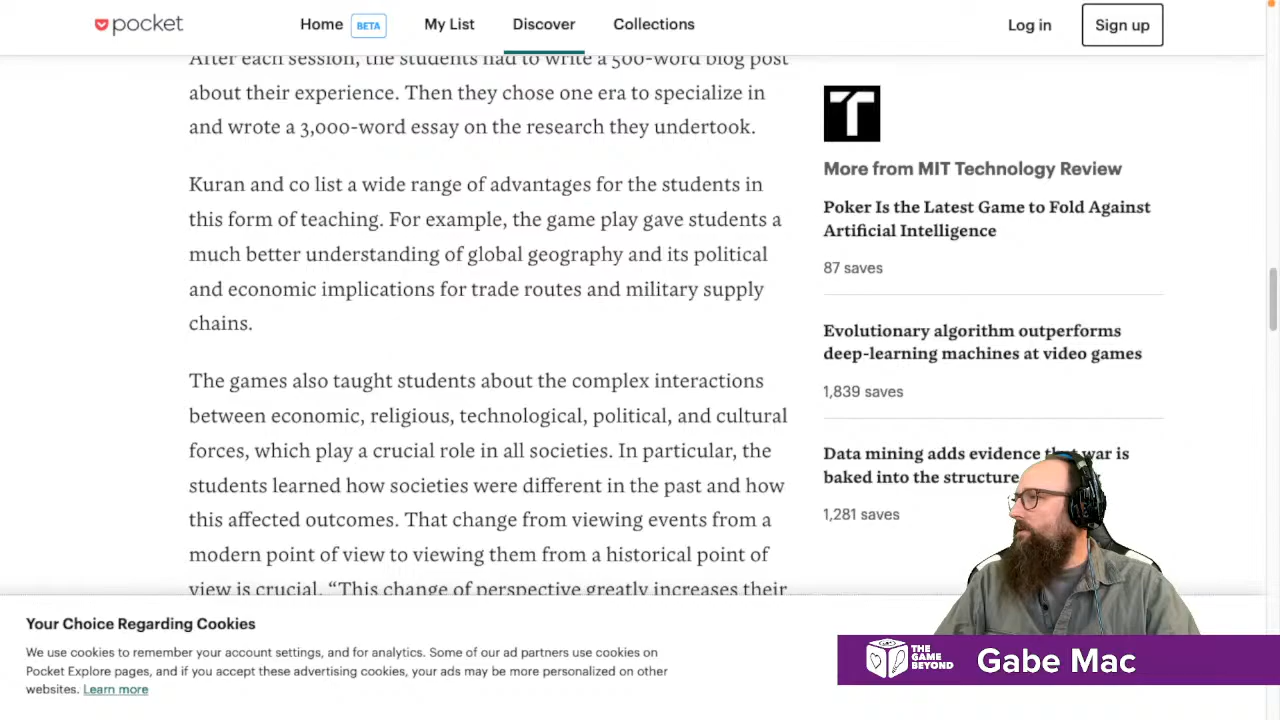 pocket
Home BETA My List Discover Collections
Log in Sign up
After each session, the students had to write a 500-word blog post
about their experience. Then they chose one era to specialize in
and wrote a 3,000-word essay on the research they undertook.
Kuran and co list a wide range of advantages for the students in
this form of teaching. For example, the game play gave students a
much better understanding of global geography and its political
and economic implications for trade routes and military supply
chains.
The games also taught students about the complex interactions
between economic, religious, technological, political, and cultural
forces, which play a crucial role in all societies. In particular, the
students learned how societies were different in the past and how
this affected outcomes. That change from viewing events from a
modern point of view to viewing them from a historical point of
view is crucial. “This change of perspective greatly increases their
More from MIT Technology Review
Poker Is the Latest Game to Fold Against
Artificial Intelligence
87 saves
Evolutionary algorithm outperforms
deep-learning machines at video games
1,839 saves
Data mining adds evidence that war is
baked into the structure
1,281 saves
Your Choice Regarding Cookies
We use cookies to remember your account settings, and for analytics. Some of our ad partners use cookies on
Pocket Explore pages, and if you accept these advertising cookies, your ads may be more personalized on other
websites. Learn more
THE
GAME
BEYOND
Gabe Mac